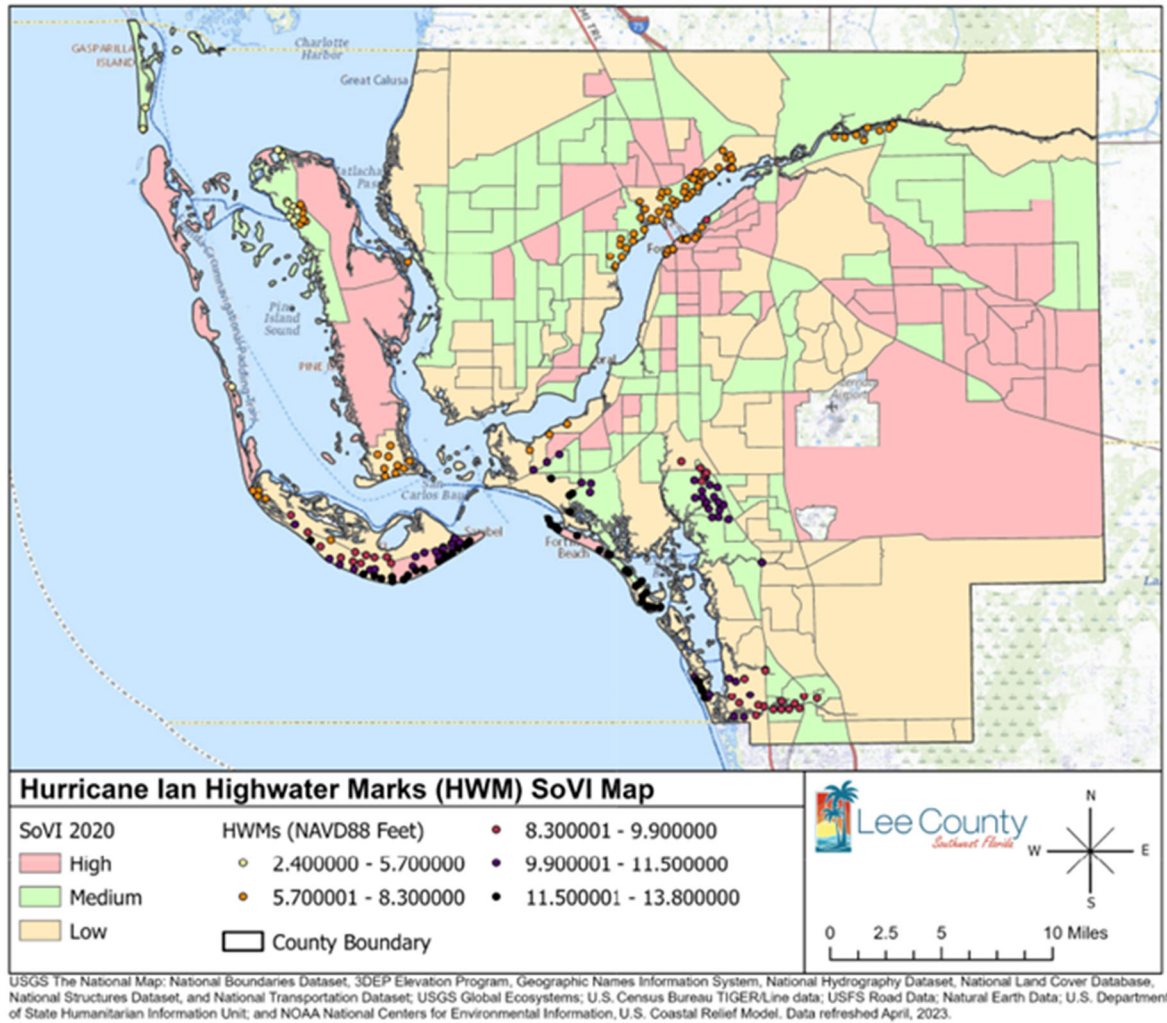 MI TRL
75
GASPARILLA
ISLAND
Charlotte
Harbor
Great Calusa
Matlacha
Pass
Pine
Island
Sound
PINE
San
Carlos Bay
Beach
Airport
Hurricane Ian Highwater Marks (HWM) SoVI Map
SoVI 2020
High
Medium
Low
HWMs (NAVD88 Feet)
2.400000 - 5.700000
5.700001 - 8.300000
County Boundary
8.300001 - 9.900000
9.900001 - 11.500000
11.500001 - 13.800000
Lee County
Southwest Florida
N
W
E
S
0 2.5 5 10 Miles
USGS The National Map: National Boundaries Dataset, 3DEP Elevation Program, Geographic Names Information System, National Hydrography Dataset, National Land Cover Database,
National Structures Dataset, and National Transportation Dataset; USGS Global Ecosystems; U.S. Census Bureau TIGER/Line data; USFS Road Data; Natural Earth Data; U.S. Department
of State Humanitarian Information Unit; and NOAA National Centers for Environmental Information, U.S. Coastal Relief Model. Data refreshed April, 2023.